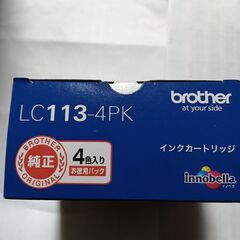 brother
at your side
LC113-4PK
BROTHER
純正
ORIGINAL
4色入り
お徳用パック
インクカートリッジ
innobella
イノベラ